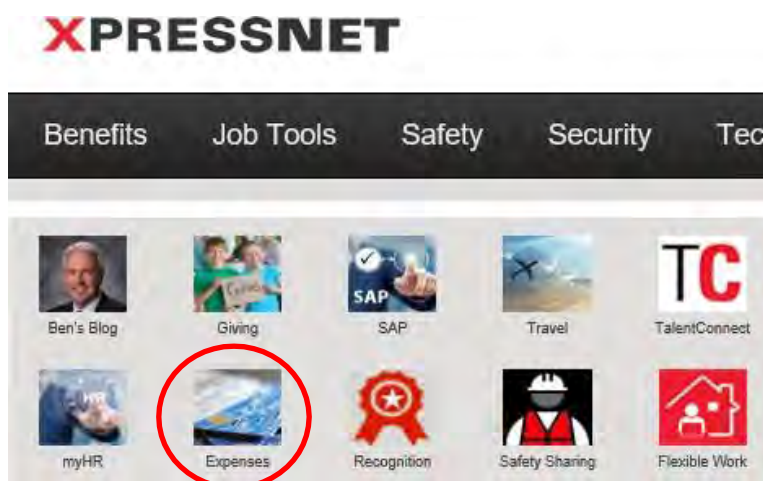 XPRESSNET
Benefits Job Tools Safety Security Tec
SAP
TC
Ben's Blog Giving SAP Travel TalentConnect
HR
myHR Expenses Recognition Safety Sharing Flexible Work